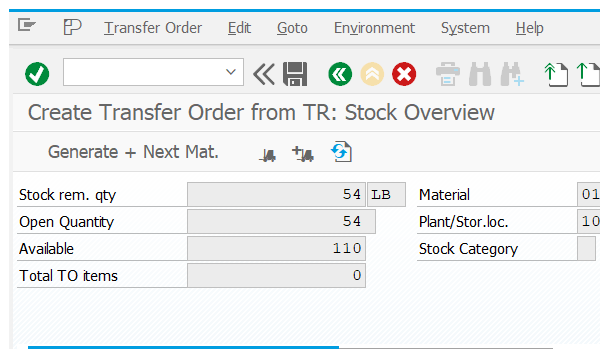 Transfer Order Edit Goto Environment System Help
Create Transfer Order from TR: Stock Overview
Generate + Next Mat.
Stock rem. qty 54 LB Material 01
Open Quantity 54 Plant/Stor.loc. 10
Available 110 Stock Category
Total TO items 0